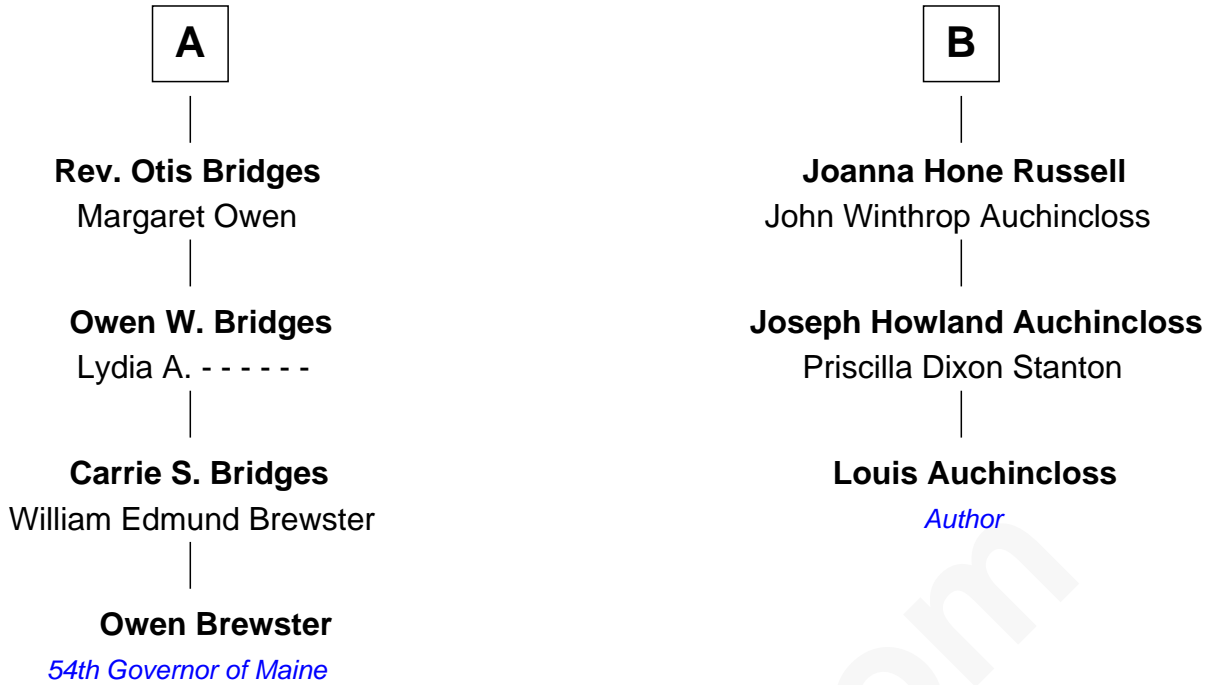 A
Rev. Otis Bridges
Margaret Owen
Owen W. Bridges
Lydia A. - - - - - -
Carrie S. Bridges
William Edmund Brewster
Owen Brewster
54th Governor of Maine
B
Joanna Hone Russell
John Winthrop Auchincloss
Joseph Howland Auchincloss
Priscilla Dixon Stanton
Louis Auchincloss
Author
om